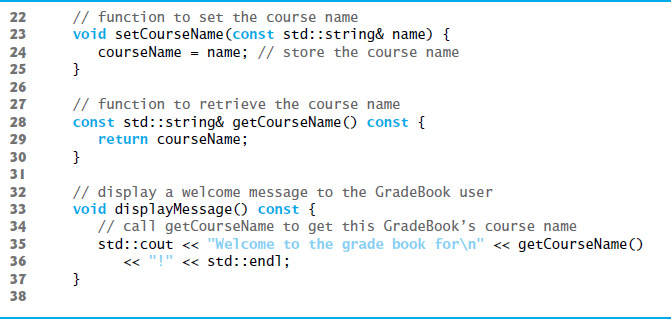 22 // function to set the course name
23 void setCourseName(const std::string& name) {
24 courseName = name; // store the course name
25 }
26
27 // function to retrieve the course name
28 const std::string& getCourseName() const {
29 return courseName;
30 }
31
32 // display a welcome message to the GradeBook user
33 void displayMessage() const {
34 // call getCourseName to get this GradeBook’s course name
35 std::cout << "Welcome to the grade book for\n" << getCourseName()
36 << "!" << std::endl;
37 }
38